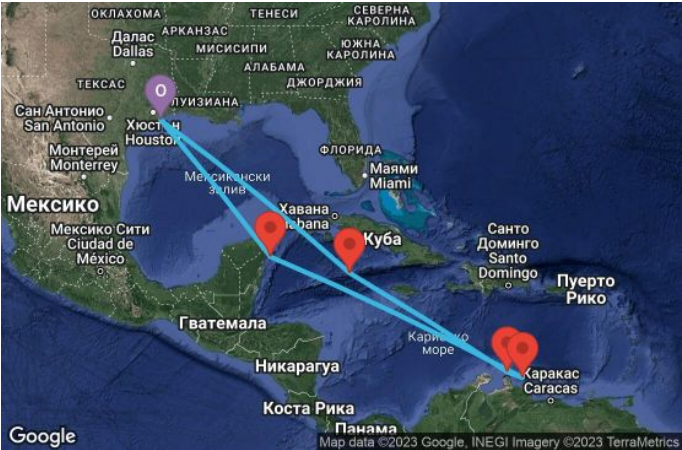 ОКЛАХОМА
ТЕНЕСИ
СЕВЕРНА
КАРОЛИНА
Далас
Dallas
АРКАНЗАС
МИСИСИПИ
ЮЖНА
КАРОЛИНА
АЛАБАМА
ДЖОРДЖИЯ
ТЕКСАС
О
ЛУИЗИАНА
Сан Антонио
San Antonio
Хюстън
Houston
ФЛОРИДА
Монтерей
Monterrey
Мексикански
залив
Маями
Miami
Мексико
Хавана
Habana
Куба
Мексико Сити
Ciudad de
México
Санто
Доминго
Santo
Domingo
Пуерто
Рико
Гватемала
Карибско
море
Никарагуа
Каракас
Caracas
Коста Рика
Панама
Google
Map data ©2023 Google, INEGI Imagery ©2023 TerraMetrics